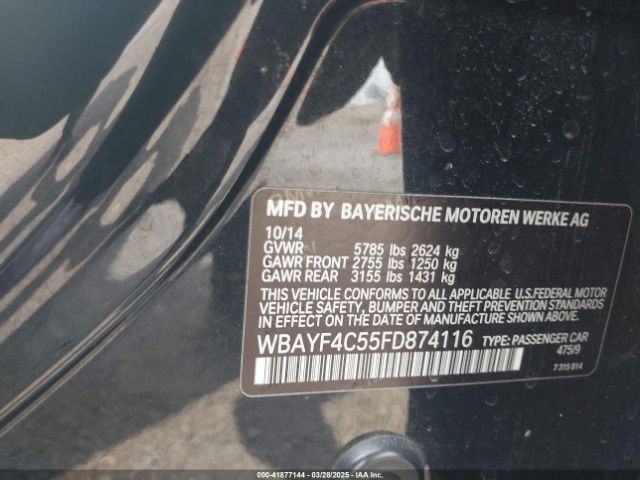 MFD BY BAYERISCHE MOTOREN WERKE AG
10/14
GVWR 5785 lbs 2624 kg
GAWR FRONT 2755 lbs 1250 kg
GAWR REAR 3155 lbs 1431 kg
THIS VEHICLE CONFORMS TO ALL APPLICABLE U.S.FEDERAL MOTOR
VEHICLE SAFETY, BUMPER AND THEFT PREVENTION STANDARDS
IN EFFECT ON THE DATE OF MANUFACTURE SHOWN ABOVE.
WBAYF4C55FD874116 TYPE: PASSENGER CAR
475/9
7 315 814
000-41877144 03/28/2025 IAAI.CA